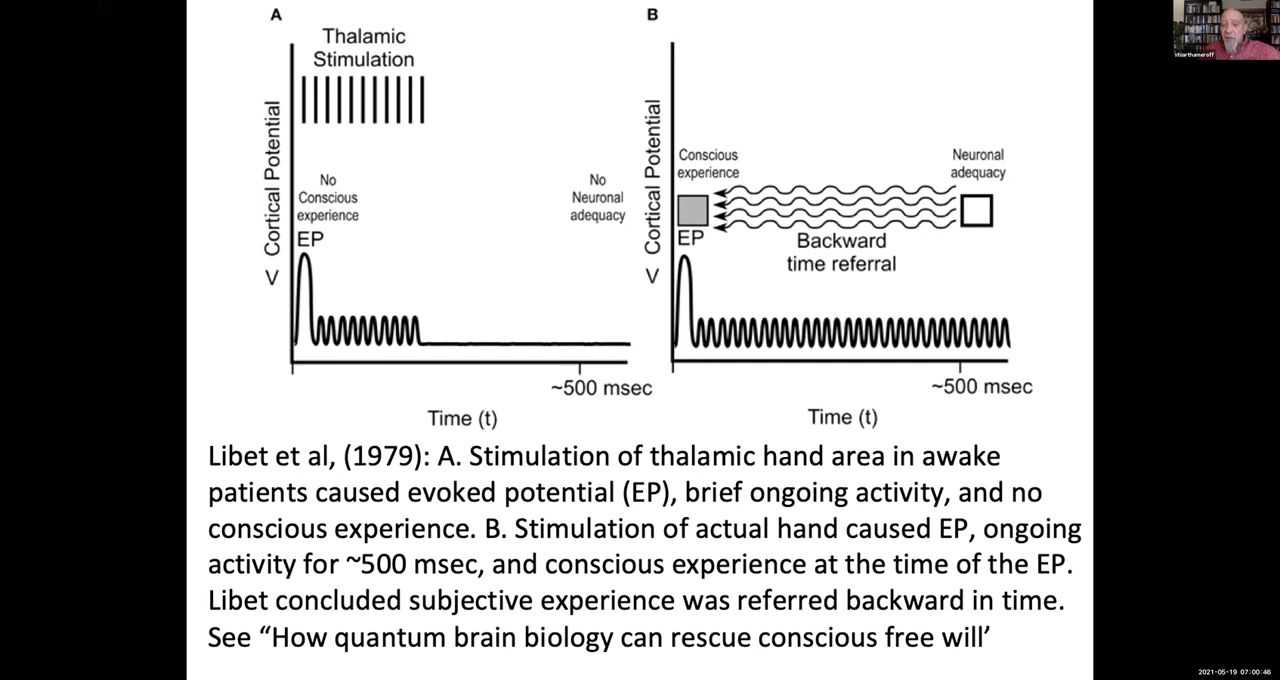 A
Thalamic
Stimulation
< Cortical Potential
No
Conscious
experience
No
Neuronal
adequacy
EP
~500 msec
Time (t)
B
< Cortical Potential
Conscious
experience
Neuronal
adequacy
EP
Backward
time referral
~500 msec
Time (t)
Libet et al, (1979): A. Stimulation of thalamic hand area in awake
patients caused evoked potential (EP), brief ongoing activity, and no
conscious experience. B. Stimulation of actual hand caused EP, ongoing
activity for ~500 msec, and conscious experience at the time of the EP.
Libet concluded subjective experience was referred backward in time.
See “How quantum brain biology can rescue conscious free will’
stuarthameroff
2021-05-19 07:00:46